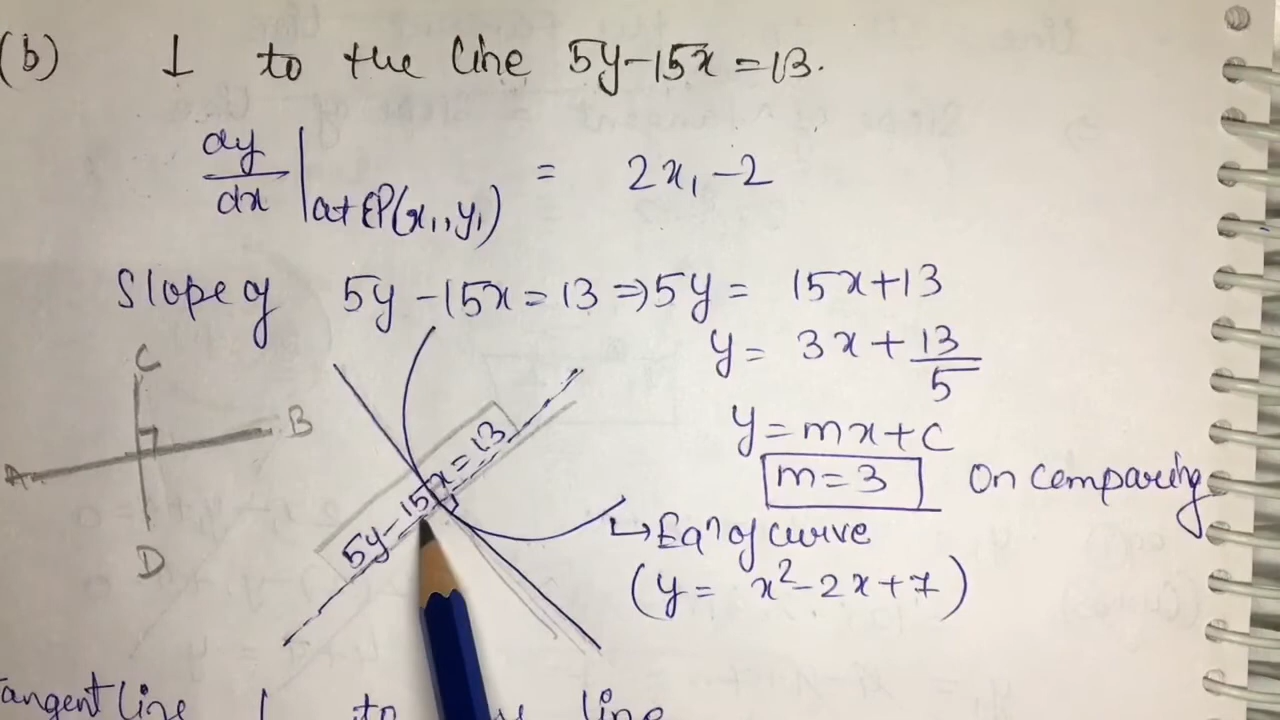 (b) ⊥ to the line 5y-15x=13.
dy/dx | at EP(x₁,y₁) = 2x₁-2
Slope of 5y-15x=13 ⇒ 5y= 15x+13
y= 3x+13/5
y=mx+c
m=3 On comparing
C
A B
D
5y-15x=13
↳ Eqⁿ of curve
(y= x²-2x+7)
tangent line ⊥ to line